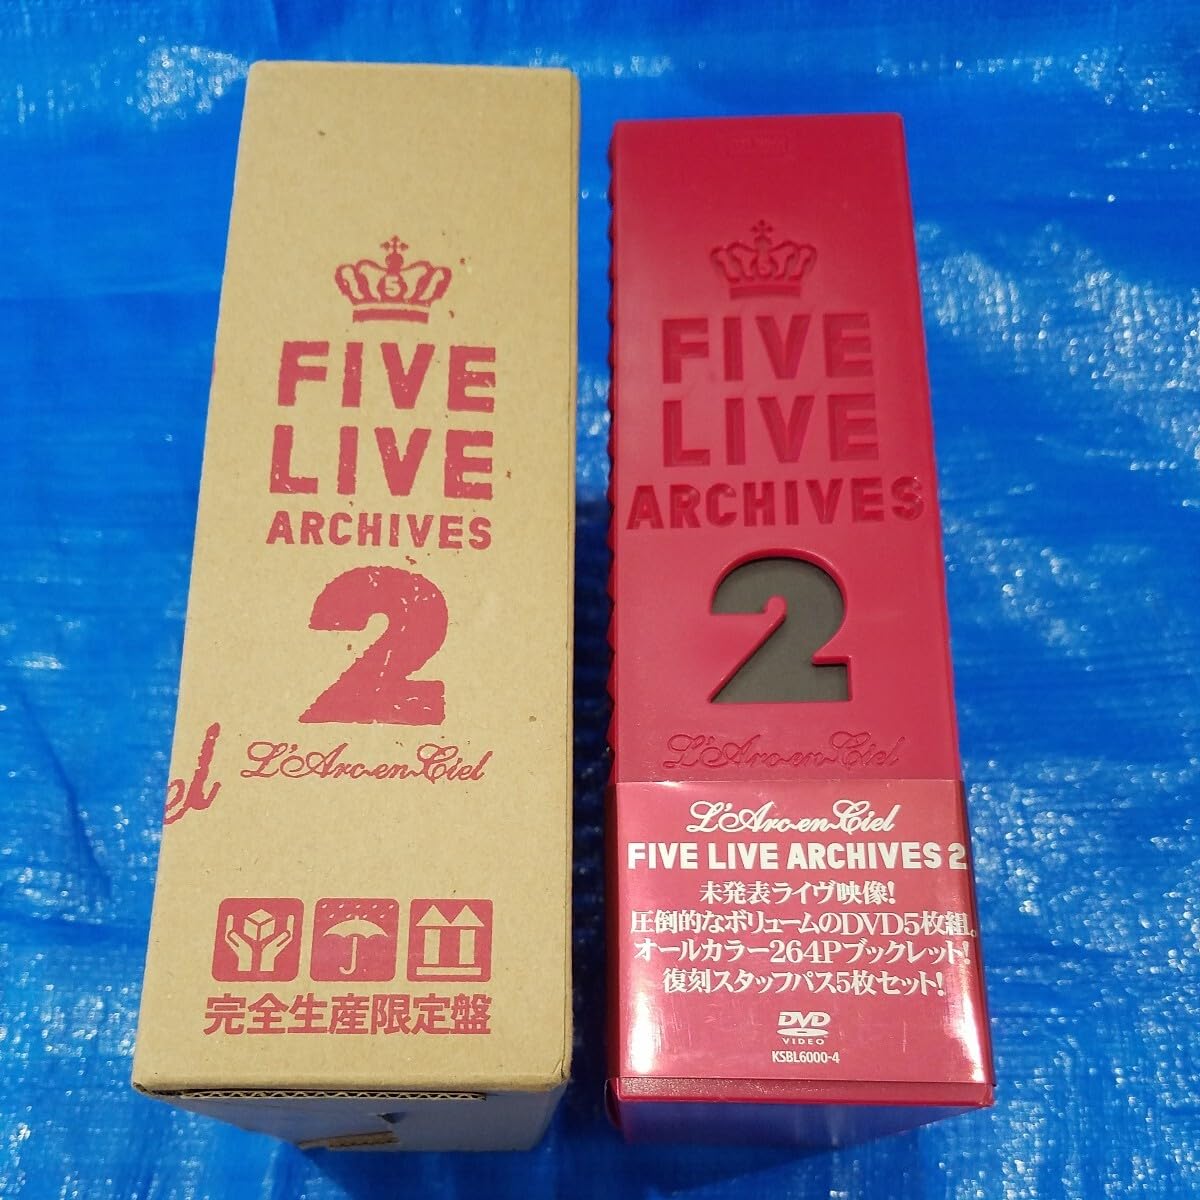 5
FIVE
LIVE
ARCHIVES
2
L'Arc~en~Ciel
el
完全生産限定盤
5
FIVE
LIVE
ARCHIVES
2
L'Arc~en~Ciel
L'Arc~en~Ciel
FIVE LIVE ARCHIVES 2
未発表ライヴ映像!
圧倒的なボリュームのDVD5枚組。
オールカラー264Pブックレット!
復刻スタッフパス5枚セット!
DVD
VIDEO
KSBL6000-4